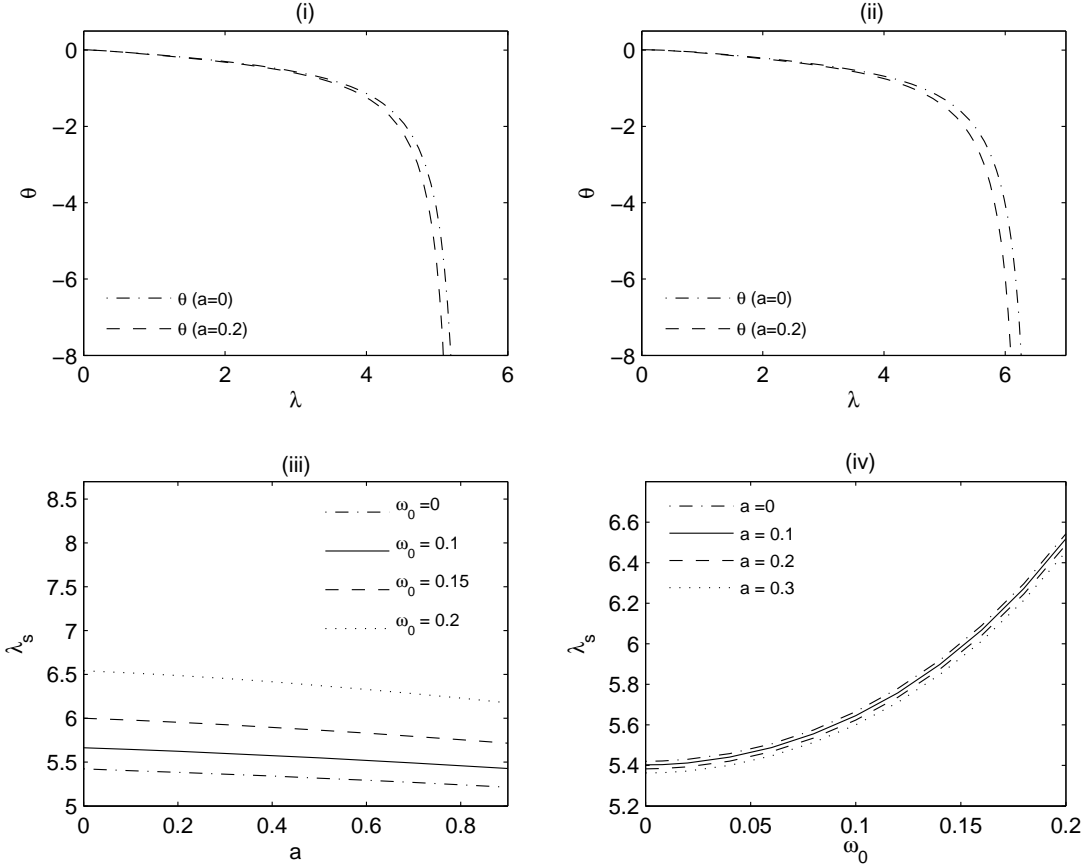 (i)
0
−2
−4
−6
−8
θ
θ (a=0)
θ (a=0.2)
0 2 4 6
λ
(ii)
0
−2
−4
−6
−8
θ
θ (a=0)
θ (a=0.2)
0 2 4 6
λ
(iii)
8.5
8
7.5
7
6.5
6
5.5
5
λs
ω0 =0
ω0 = 0.1
ω0 = 0.15
ω0 = 0.2
0 0.2 0.4 0.6 0.8
a
(iv)
6.6
6.4
6.2
6
5.8
5.6
5.4
5.2
λs
a =0
a = 0.1
a = 0.2
a = 0.3
0 0.05 0.1 0.15 0.2
ω0